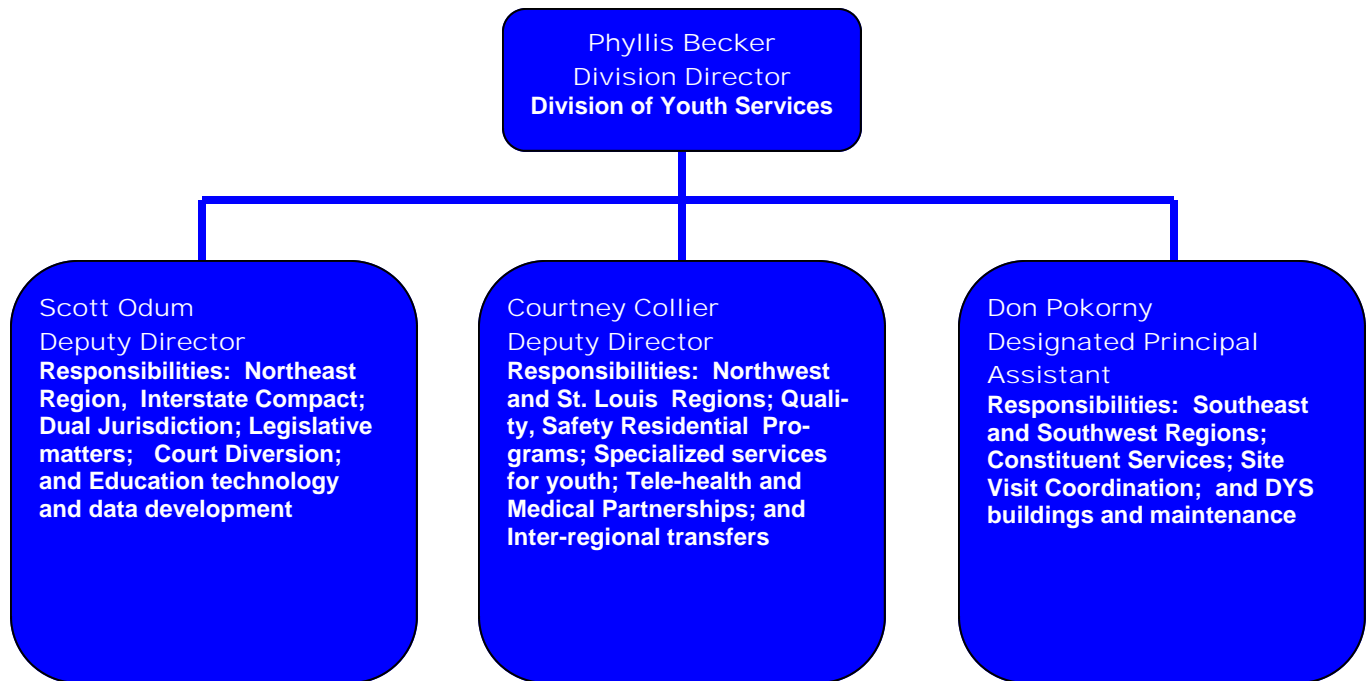 Phyllis Becker
Division Director
Division of Youth Services
Scott Odum
Deputy Director
Responsibilities: Northeast
Region, Interstate Compact;
Dual Jurisdiction; Legislative
matters; Court Diversion;
and Education technology
and data development
Courtney Collier
Deputy Director
Responsibilities: Northwest
and St. Louis Regions; Quali-
ty, Safety Residential Pro-
grams; Specialized services
for youth; Tele-health and
Medical Partnerships; and
Inter-regional transfers
Don Pokorny
Designated Principal
Assistant
Responsibilities: Southeast
and Southwest Regions;
Constituent Services; Site
Visit Coordination; and DYS
buildings and maintenance